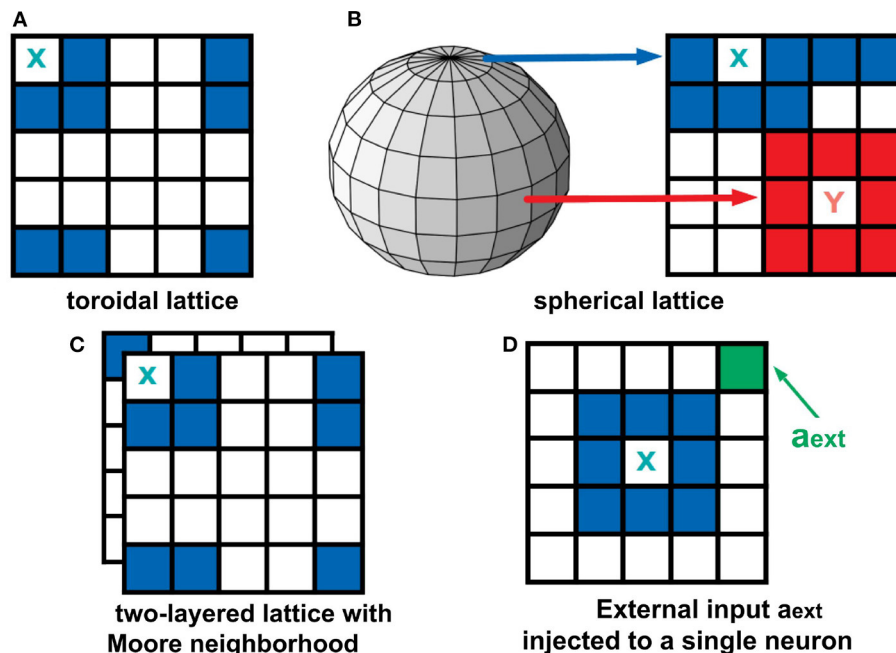 A
B
X
X
Y
toroidal lattice
spherical lattice
C
D
X
X
aext
two-layered lattice with
Moore neighborhood
External input aext
injected to a single neuron